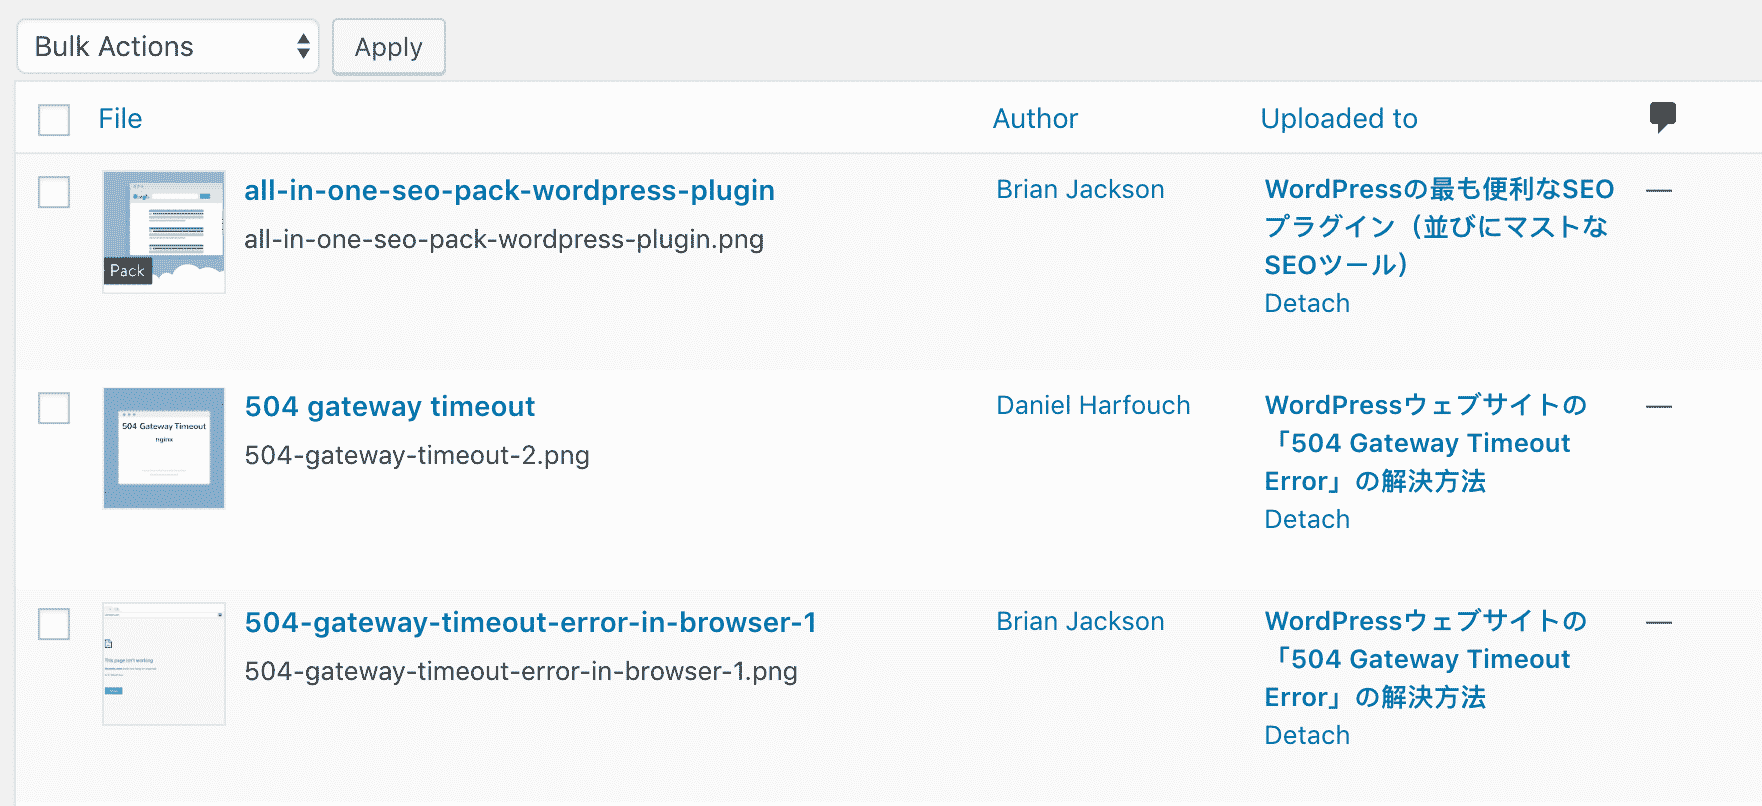 Bulk Actions Apply
File Author Uploaded to
all-in-one-seo-pack-wordpress-plugin
all-in-one-seo-pack-wordpress-plugin.png
Pack
Brian Jackson
WordPressの最も便利なSEO
プラグイン（並びにマストな
SEOツール）
Detach
—
504 Gateway Timeout
nginx
504 gateway timeout
504-gateway-timeout-2.png
Daniel Harfouch
WordPressウェブサイトの
「504 Gateway Timeout
Error」の解決方法
Detach
—
This page isn't working
504-gateway-timeout-error-in-browser-1
504-gateway-timeout-error-in-browser-1.png
Brian Jackson
WordPressウェブサイトの
「504 Gateway Timeout
Error」の解決方法
Detach
—